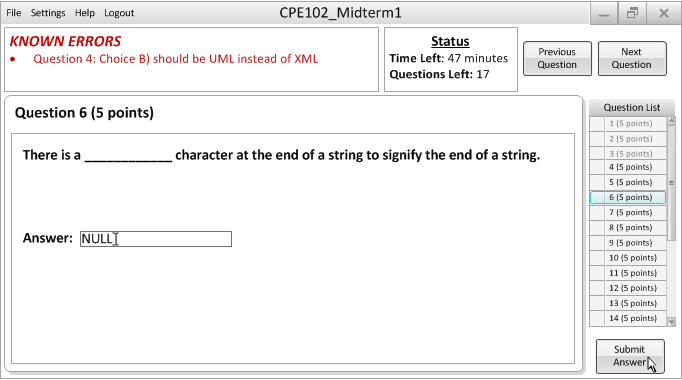 File Settings Help Logout
CPE102_Midterm1
KNOWN ERRORS
• Question 4: Choice B) should be UML instead of XML
Status
Time Left: 47 minutes
Questions Left: 17
Previous
Question
Next
Question
Question 6 (5 points)
There is a ____________ character at the end of a string to signify the end of a string.
Answer: NULL
Question List
1 (5 points)
2 (5 points)
3 (5 points)
4 (5 points)
5 (5 points)
6 (5 points)
7 (5 points)
8 (5 points)
9 (5 points)
10 (5 points)
11 (5 points)
12 (5 points)
13 (5 points)
14 (5 points)
Submit
Answer